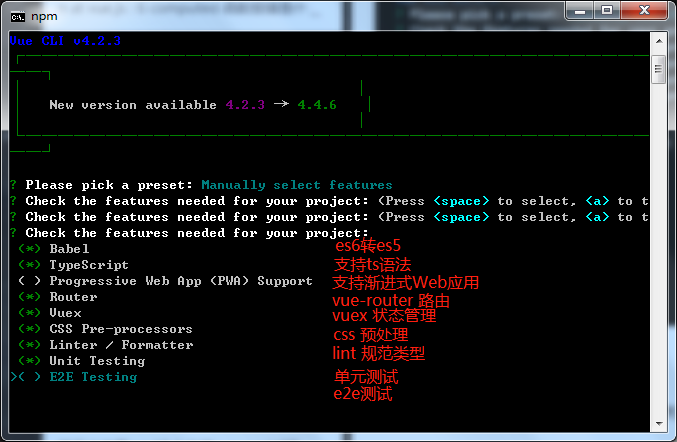 npm
Vue CLI v4.2.3
New version available 4.2.3 → 4.4.6
? Please pick a preset: Manually select features
? Check the features needed for your project: (Press <space> to select, <a> to t
? Check the features needed for your project: (Press <space> to select, <a> to t
? Check the features needed for your project:
(*) Babel es6转es5
(*) TypeScript 支持ts语法
( ) Progressive Web App (PWA) Support 支持渐进式Web应用
(*) Router vue-router 路由
(*) Vuex vuex 状态管理
(*) CSS Pre-processors css 预处理
(*) Linter / Formatter lint 规范类型
(*) Unit Testing 单元测试
>( ) E2E Testing e2e测试